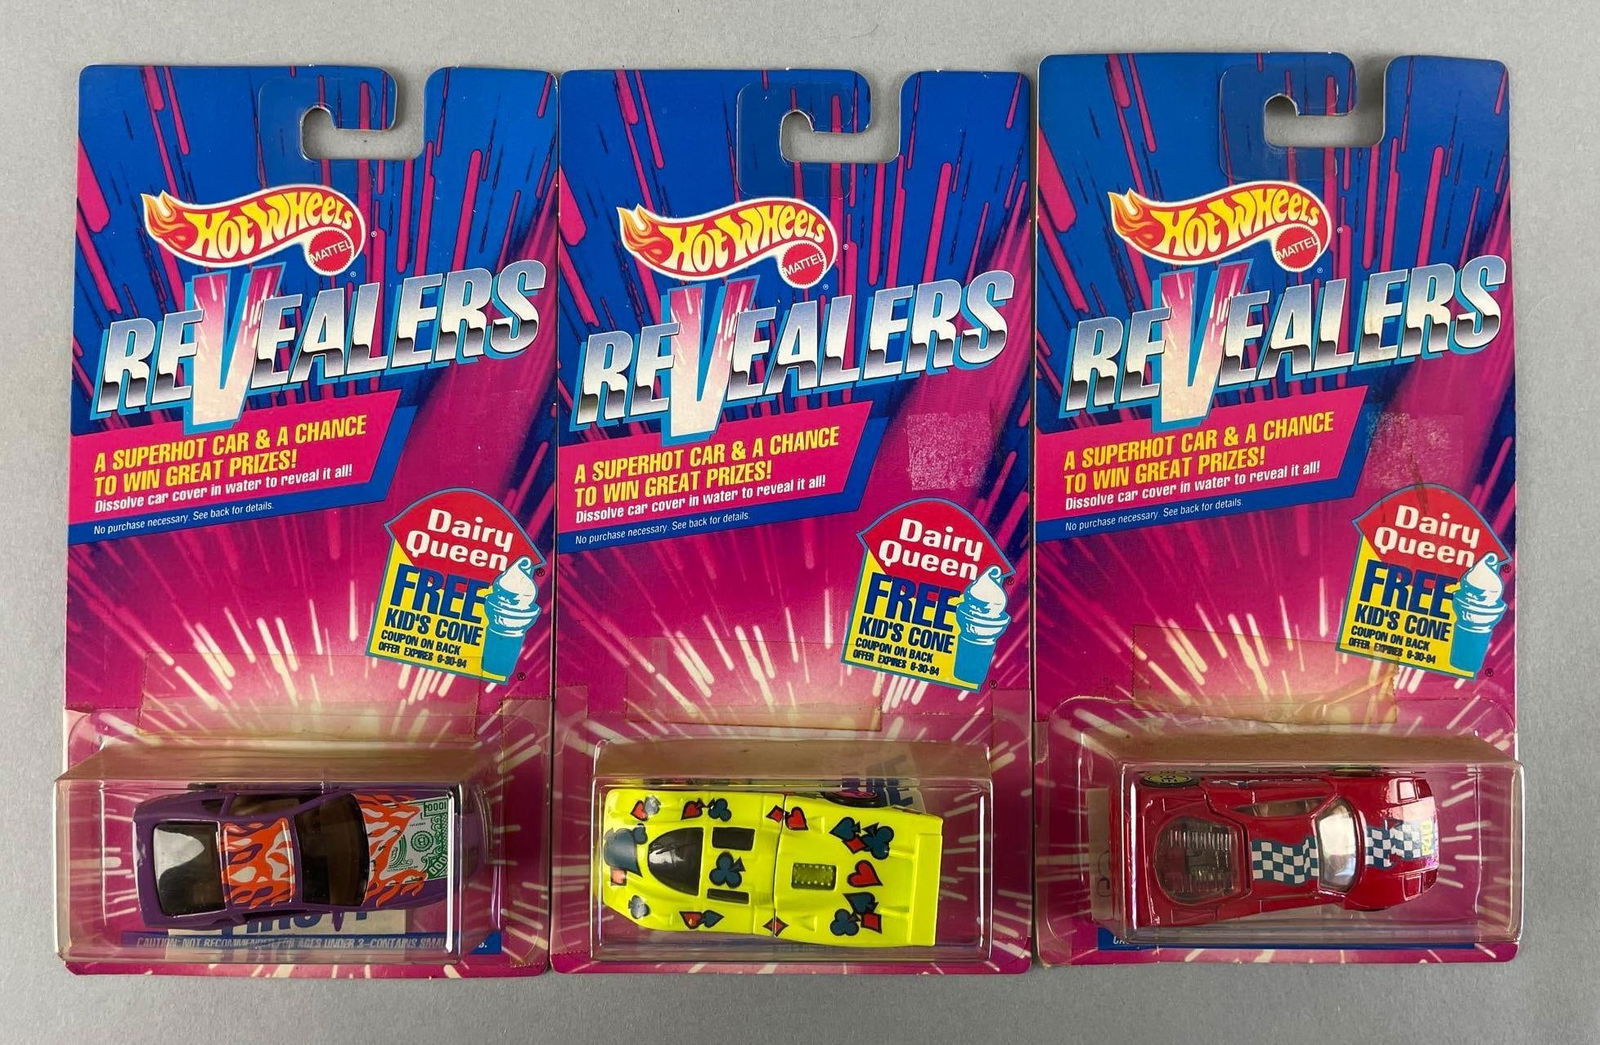 HOT WHEELS
MATTEL
REVEALERS
A SUPERHOT CAR & A CHANCE
TO WIN GREAT PRIZES!
Dissolve car cover in water to reveal it all!
No purchase necessary. See back for details.
Dairy
Queen
FREE
KID'S CONE
COUPON ON BACK
OFFER EXPIRES 6-30-94
CAUTION: NOT RECOMMENDED FOR AGES UNDER 3-CONTAINS
HOT WHEELS
MATTEL
REVEALERS
A SUPERHOT CAR & A CHANCE
TO WIN GREAT PRIZES!
Dissolve car cover in water to reveal it all!
No purchase necessary. See back for details.
Dairy
Queen
FREE
KID'S CONE
COUPON ON BACK
OFFER EXPIRES 6-30-94
HOT WHEELS
MATTEL
REVEALERS
A SUPERHOT CAR & A CHANCE
TO WIN GREAT PRIZES!
Dissolve car cover in water to reveal it all!
No purchase necessary. See back for details.
Dairy
Queen
FREE
KID'S CONE
COUPON ON BACK
OFFER EXPIRES 6-30-94